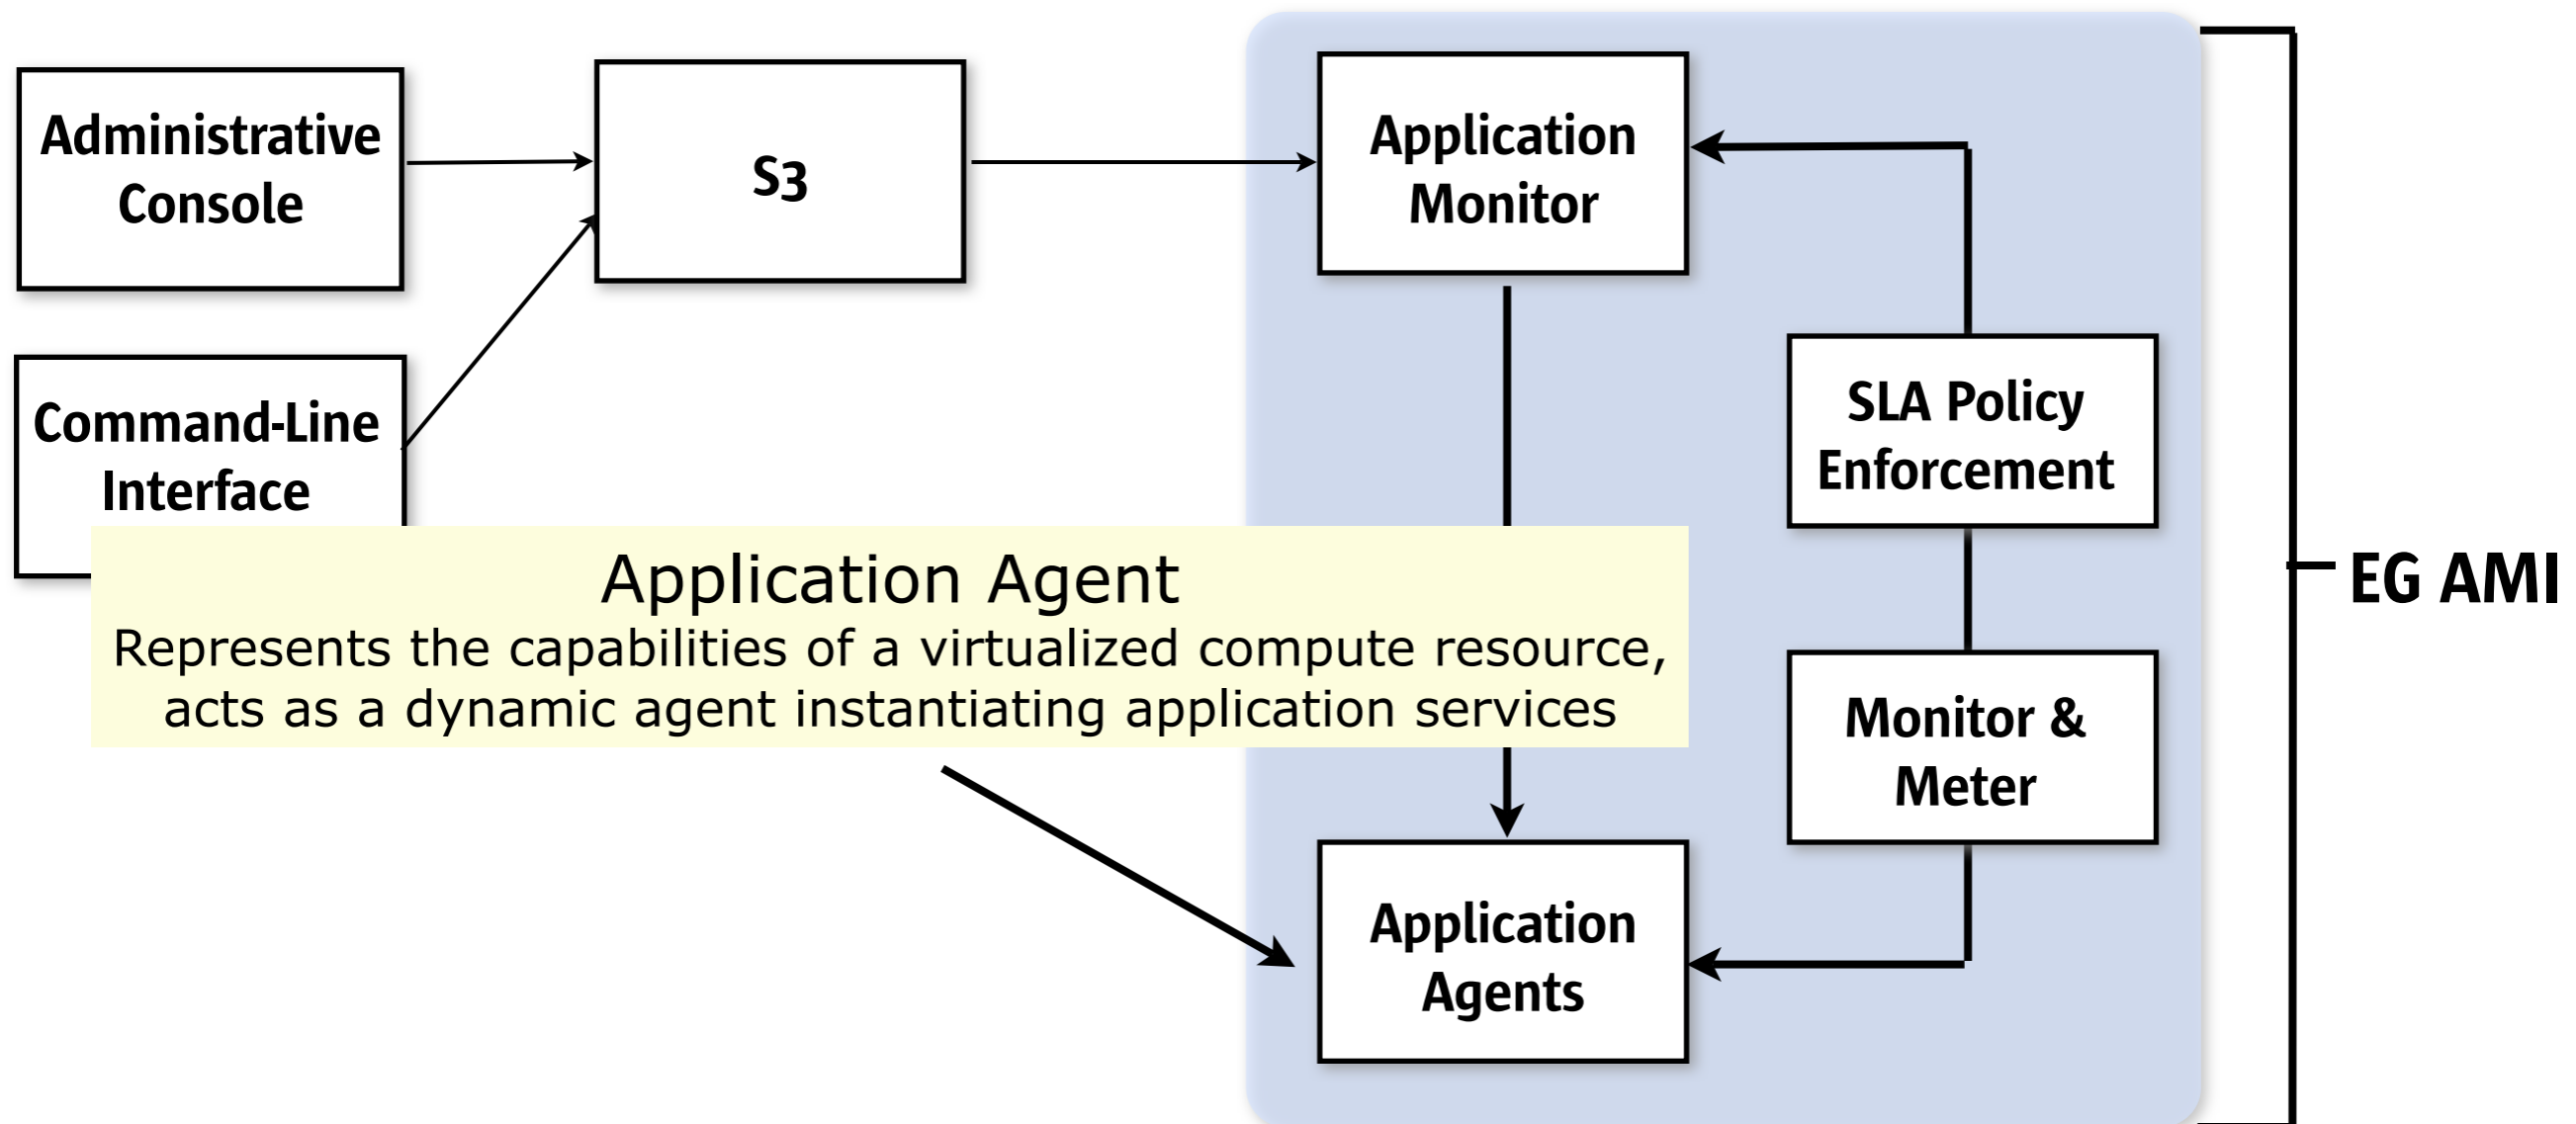 Administrative
Console
S3
Application
Monitor
Command-Line
Interface
SLA Policy
Enforcement
EG AMI
Application Agent
Represents the capabilities of a virtualized compute resource,
acts as a dynamic agent instantiating application services
Monitor &
Meter
Application
Agents